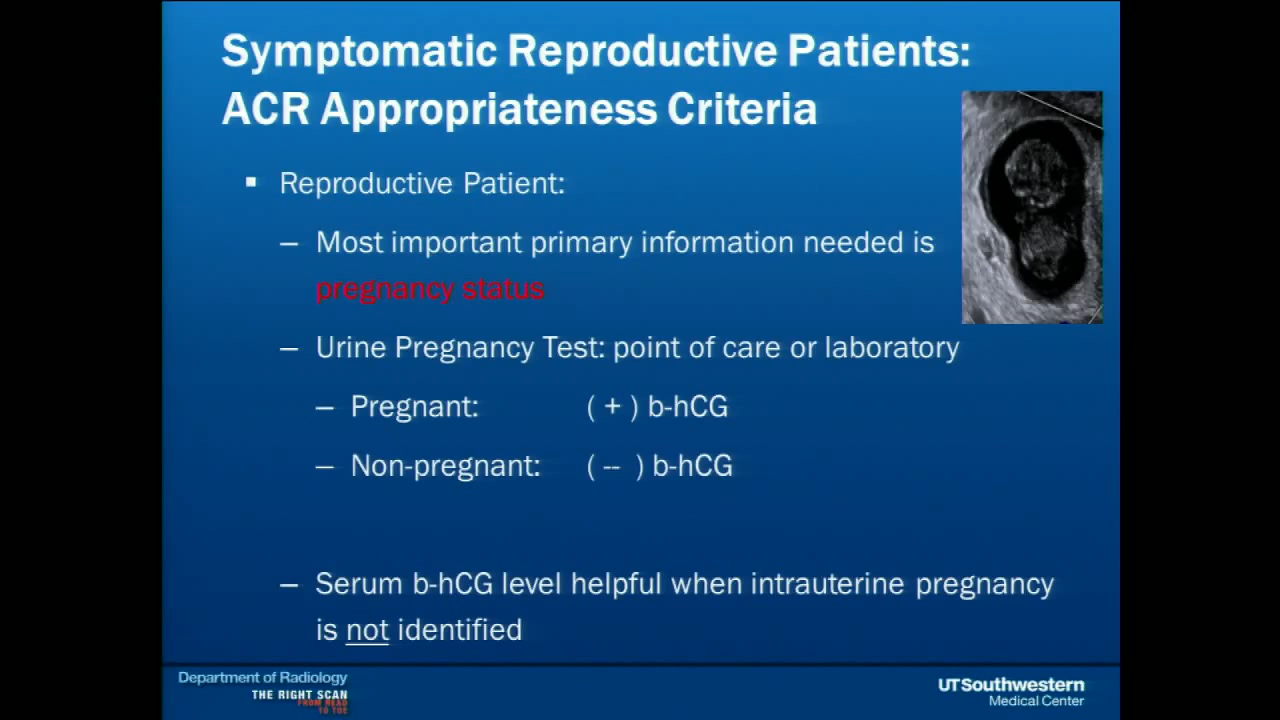 Symptomatic Reproductive Patients:
ACR Appropriateness Criteria
▪ Reproductive Patient:
– Most important primary information needed is
pregnancy status
– Urine Pregnancy Test: point of care or laboratory
– Pregnant: ( + ) b-hCG
– Non-pregnant: ( -- ) b-hCG
– Serum b-hCG level helpful when intrauterine pregnancy
is not identified
Department of Radiology
THE RIGHT SCAN
FROM HEAD
TO TOE
UTSouthwestern
Medical Center